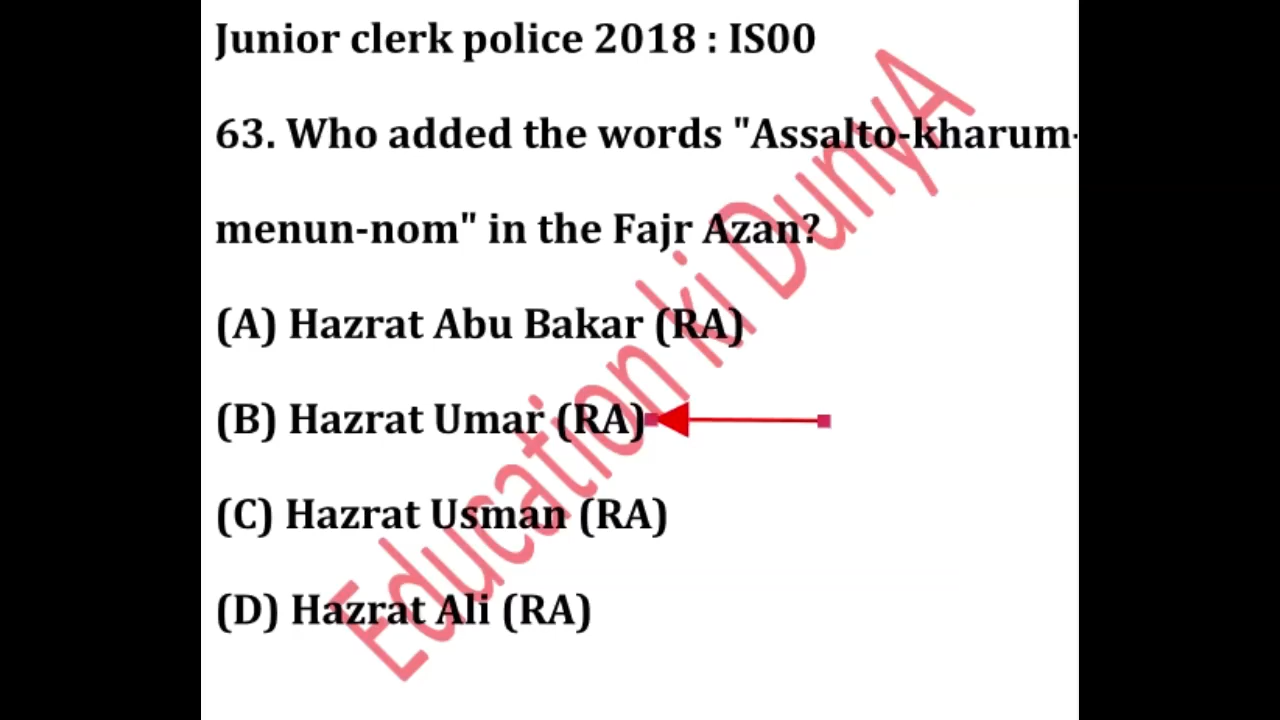 Junior clerk police 2018 : IS00
63. Who added the words "Assalto-kharum-
menun-nom" in the Fajr Azan?
(A) Hazrat Abu Bakar (RA)
(B) Hazrat Umar (RA)
(C) Hazrat Usman (RA)
(D) Hazrat Ali (RA)
Education ki DunyA